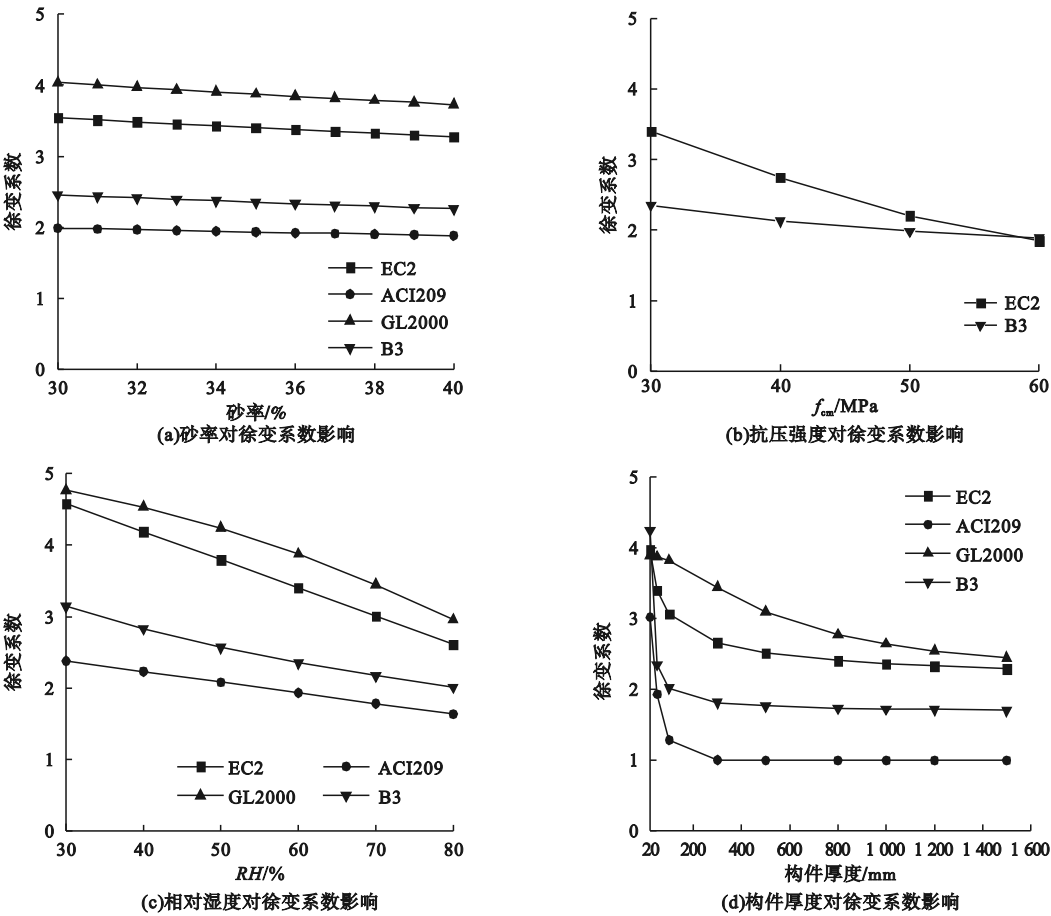 5
4
3
2
1
0
徐变系数
EC2
ACI209
GL2000
B3
30 32 34 36 38 40
砂率/%
(a)砂率对徐变系数影响
5
4
3
2
1
0
徐变系数
EC2
B3
30 40 50 60
fcm/MPa
(b)抗压强度对徐变系数影响
5
4
3
2
1
0
徐变系数
EC2 ACI209
GL2000 B3
30 40 50 60 70 80
RH/%
(c)相对湿度对徐变系数影响
5
4
3
2
1
0
徐变系数
EC2
ACI209
GL2000
B3
20 200 400 600 800 1 000 1 200 1 400 1 600
构件厚度/mm
(d)构件厚度对徐变系数影响